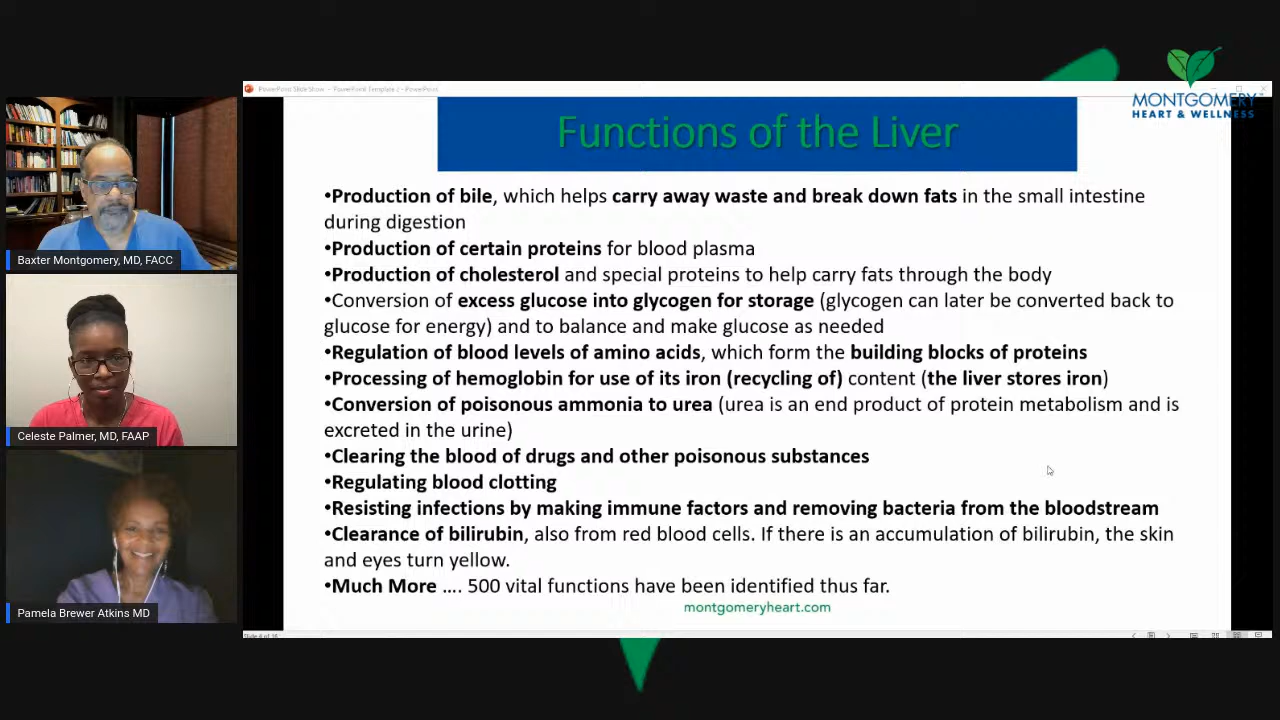 PowerPoint Slide Show - PowerPoint Template 7 - PowerPoint
MONTGOMERY
HEART & WELLNESS
Functions of the Liver
•Production of bile, which helps carry away waste and break down fats in the small intestine
during digestion
•Production of certain proteins for blood plasma
•Production of cholesterol and special proteins to help carry fats through the body
•Conversion of excess glucose into glycogen for storage (glycogen can later be converted back to
glucose for energy) and to balance and make glucose as needed
•Regulation of blood levels of amino acids, which form the building blocks of proteins
•Processing of hemoglobin for use of its iron (recycling of) content (the liver stores iron)
•Conversion of poisonous ammonia to urea (urea is an end product of protein metabolism and is
excreted in the urine)
•Clearing the blood of drugs and other poisonous substances
•Regulating blood clotting
•Resisting infections by making immune factors and removing bacteria from the bloodstream
•Clearance of bilirubin, also from red blood cells. If there is an accumulation of bilirubin, the skin
and eyes turn yellow.
•Much More .... 500 vital functions have been identified thus far.
montgomeryheart.com
Baxter Montgomery, MD, FACC
Celeste Palmer, MD, FAAP
Pamela Brewer Atkins MD